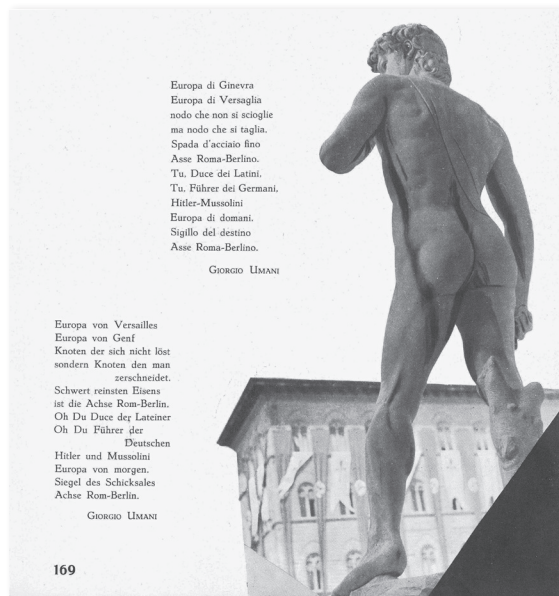 Europa di Ginevra
Europa di Versaglia
nodo che non si scioglie
ma nodo che si taglia.
Spada d'acciaio fino
Asse Roma-Berlino.
Tu, Duce dei Latini.
Tu, Führer dei Germani,
Hitler-Mussolini
Europa di domani.
Sigillo del destino
Asse Roma-Berlino.
GIORGIO UMANI
Europa von Versailles
Europa von Genf
Knoten der sich nicht löst
sondern Knoten den man
zerschneidet.
Schwert reinsten Eisens
ist die Achse Rom-Berlin.
Oh Du Duce der Lateiner
Oh Du Führer der
Deutschen
Hitler und Mussolini
Europa von morgen.
Siegel des Schicksales
Achse Rom-Berlin.
GIORGIO UMANI
169